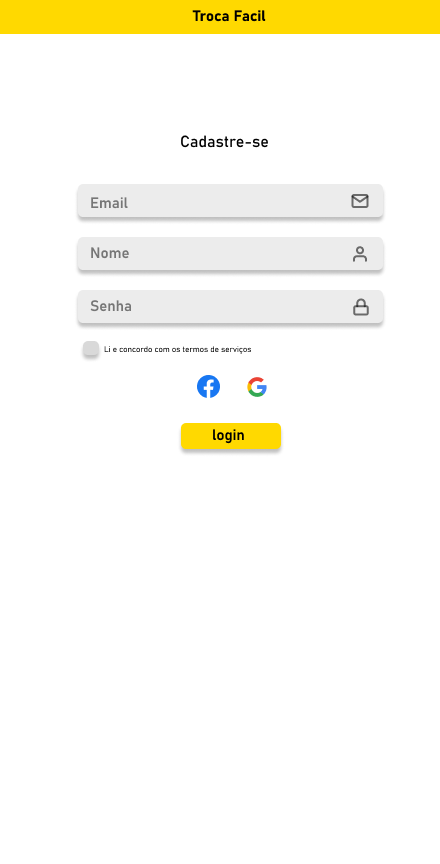 Troca Facil
Cadastre-se
Email
Nome
Senha
Li e concordo com os termos de serviços
login